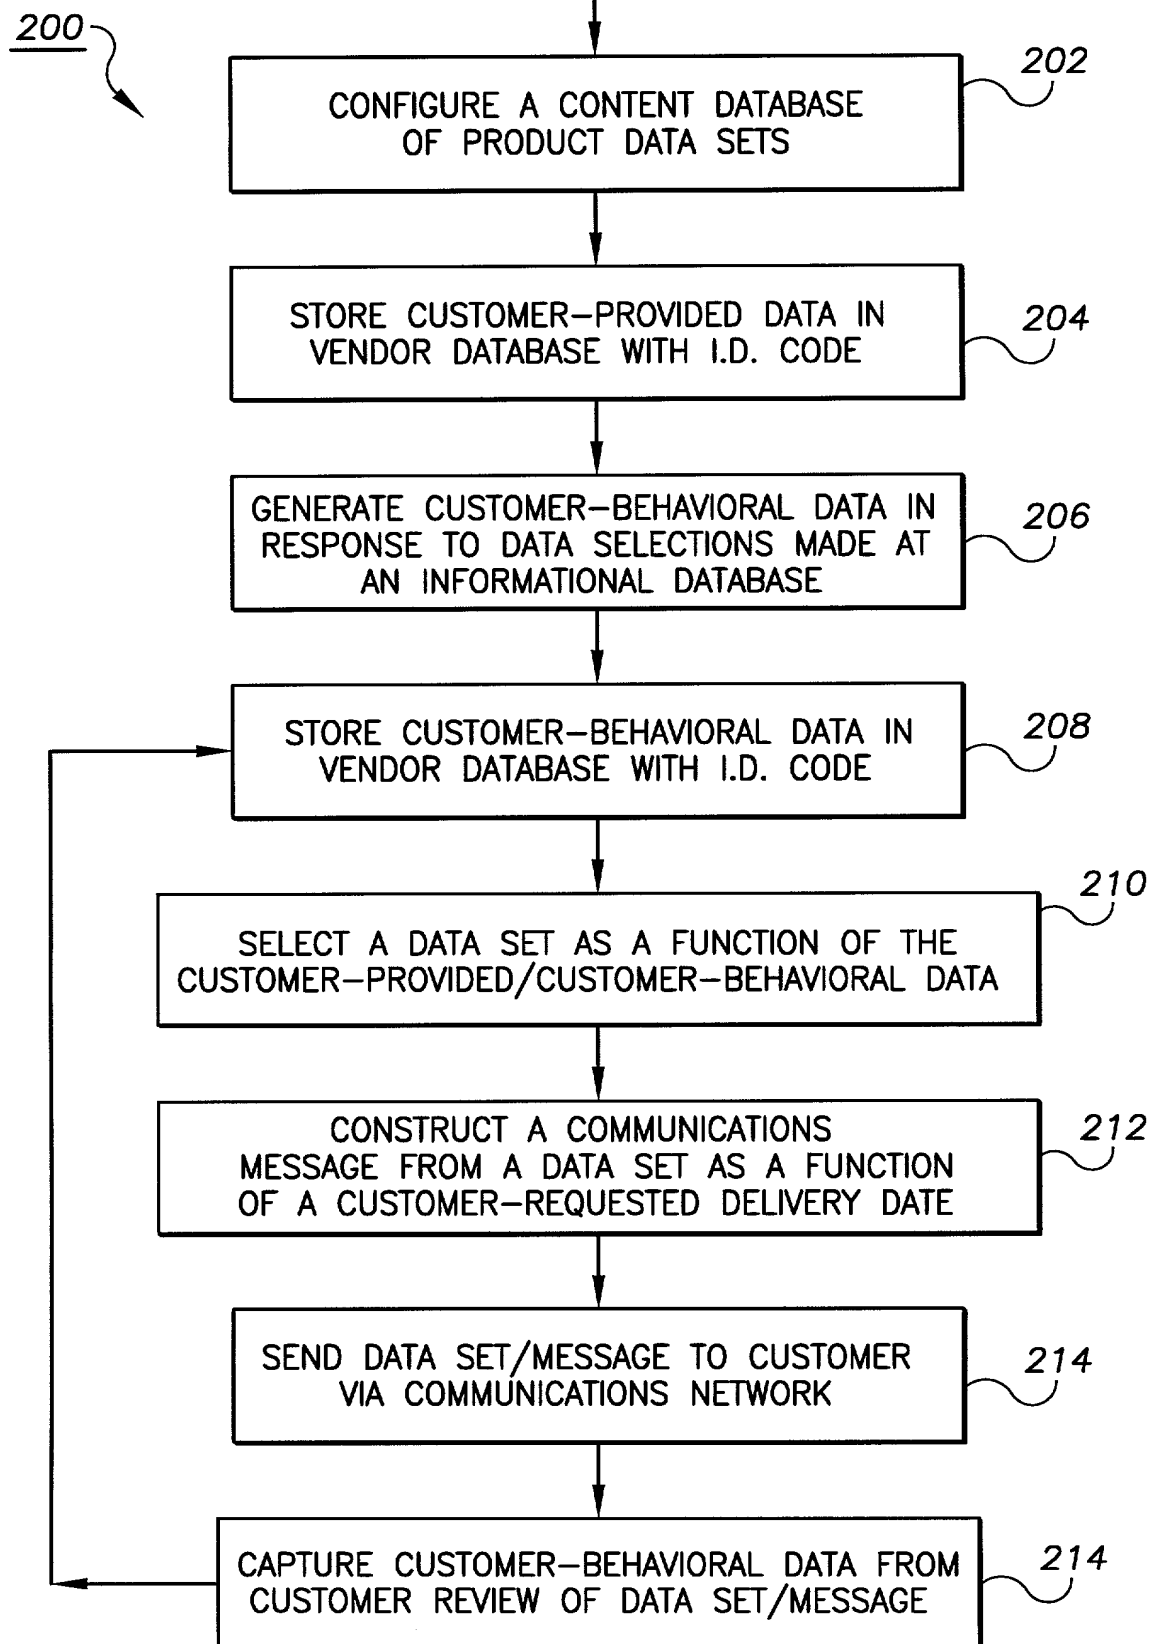 200
202
CONFIGURE A CONTENT DATABASE
OF PRODUCT DATA SETS
204
STORE CUSTOMER-PROVIDED DATA IN
VENDOR DATABASE WITH I.D. CODE
206
GENERATE CUSTOMER-BEHAVIORAL DATA IN
RESPONSE TO DATA SELECTIONS MADE AT
AN INFORMATIONAL DATABASE
208
STORE CUSTOMER-BEHAVIORAL DATA IN
VENDOR DATABASE WITH I.D. CODE
210
SELECT A DATA SET AS A FUNCTION OF THE
CUSTOMER-PROVIDED/CUSTOMER-BEHAVIORAL DATA
212
CONSTRUCT A COMMUNICATIONS
MESSAGE FROM A DATA SET AS A FUNCTION
OF A CUSTOMER-REQUESTED DELIVERY DATE
214
SEND DATA SET/MESSAGE TO CUSTOMER
VIA COMMUNICATIONS NETWORK
214
CAPTURE CUSTOMER-BEHAVIORAL DATA FROM
CUSTOMER REVIEW OF DATA SET/MESSAGE